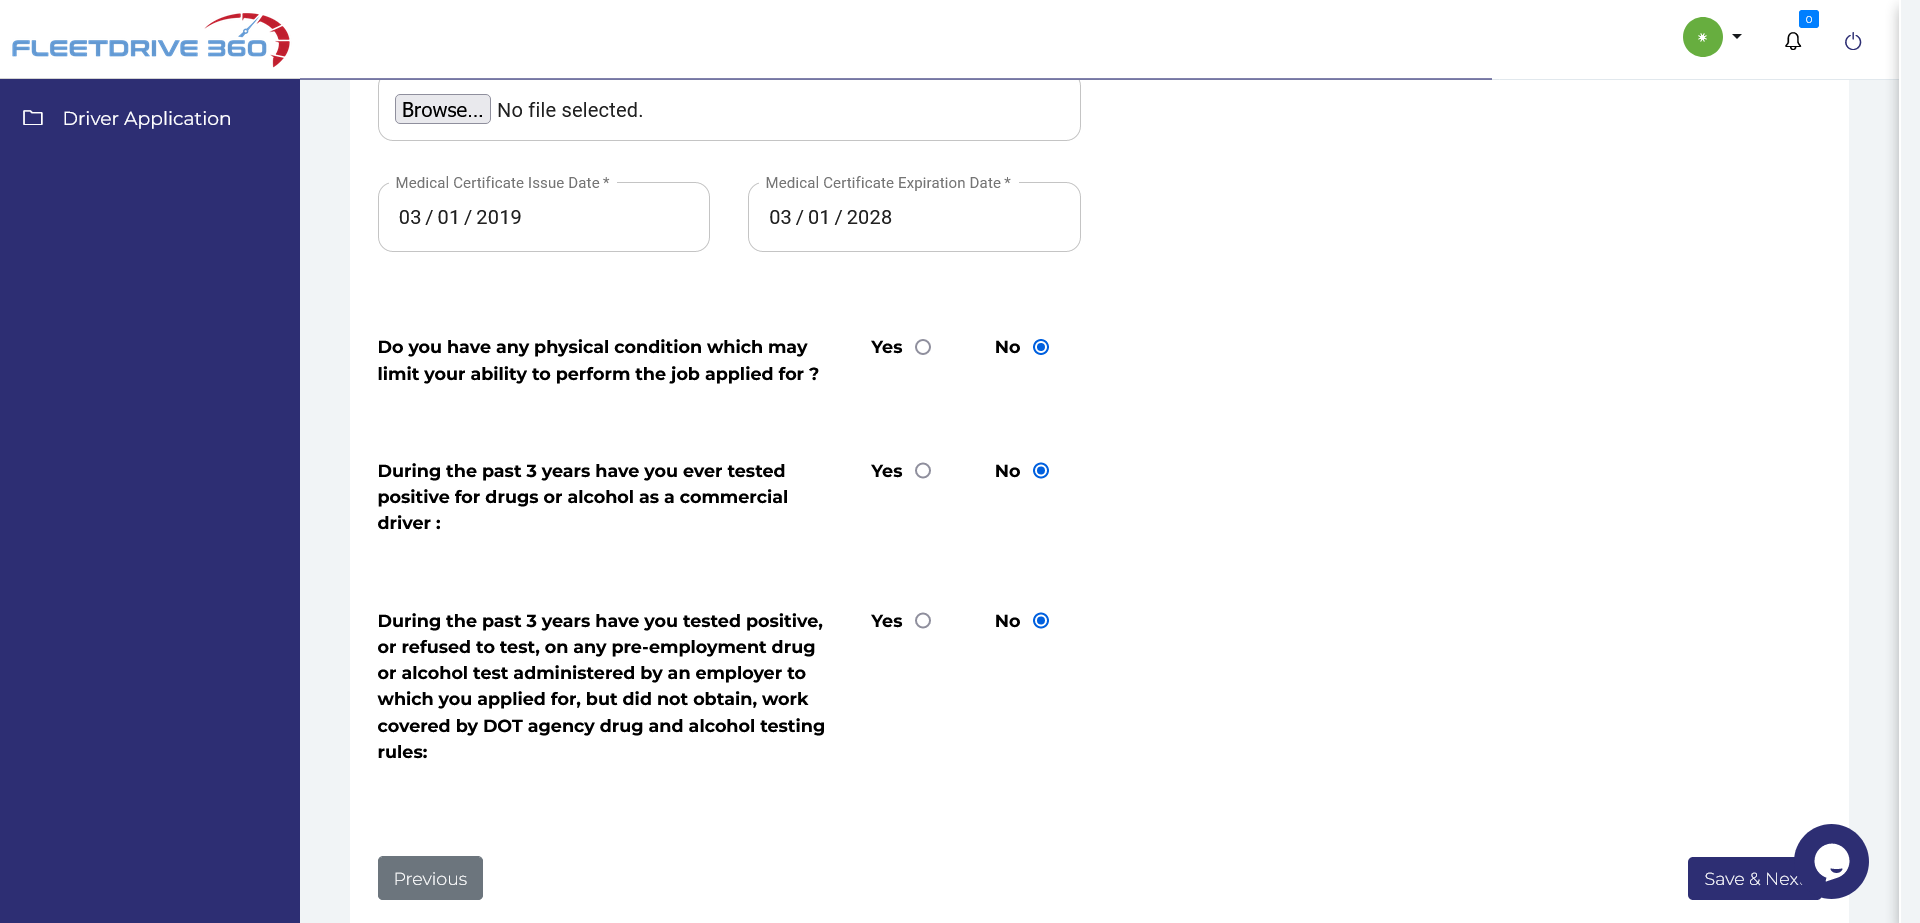 FLEETDRIVE 360
0
Driver Application
Browse... No file selected.
Medical Certificate Issue Date *
03 / 01 / 2019
Medical Certificate Expiration Date *
03 / 01 / 2028
Do you have any physical condition which may
limit your ability to perform the job applied for ?
Yes
No
During the past 3 years have you ever tested
positive for drugs or alcohol as a commercial
driver :
Yes
No
During the past 3 years have you tested positive,
or refused to test, on any pre-employment drug
or alcohol test administered by an employer to
which you applied for, but did not obtain, work
covered by DOT agency drug and alcohol testing
rules:
Yes
No
Previous
Save & Nex